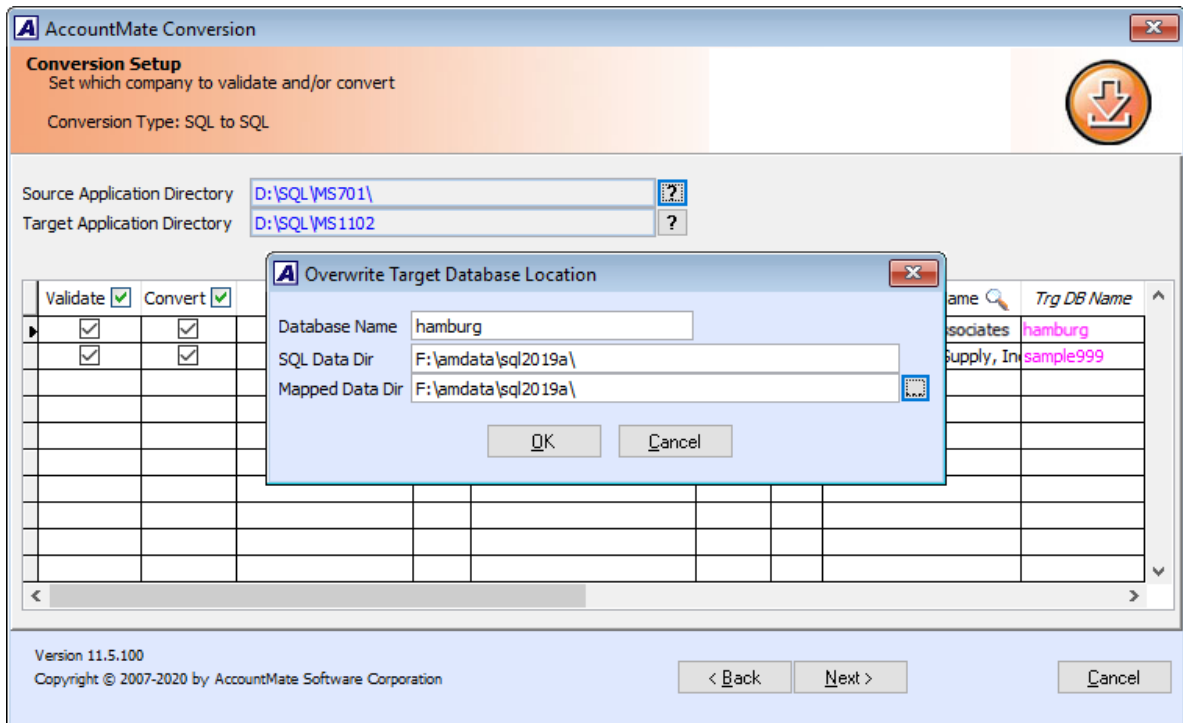 AccountMate Conversion
Conversion Setup
Set which company to validate and/or convert
Conversion Type: SQL to SQL
Source Application Directory D:\SQL\MS701\ ?
Target Application Directory D:\SQL\MS1102 ?
Overwrite Target Database Location
Database Name hamburg
SQL Data Dir F:\amdata\sql2019a\
Mapped Data Dir F:\amdata\sql2019a\ ...
OK Cancel
Validate Convert ame Trg DB Name
ssociates hamburg
Supply, In sample999
Version 11.5.100
Copyright © 2007-2020 by AccountMate Software Corporation
< Back Next > Cancel